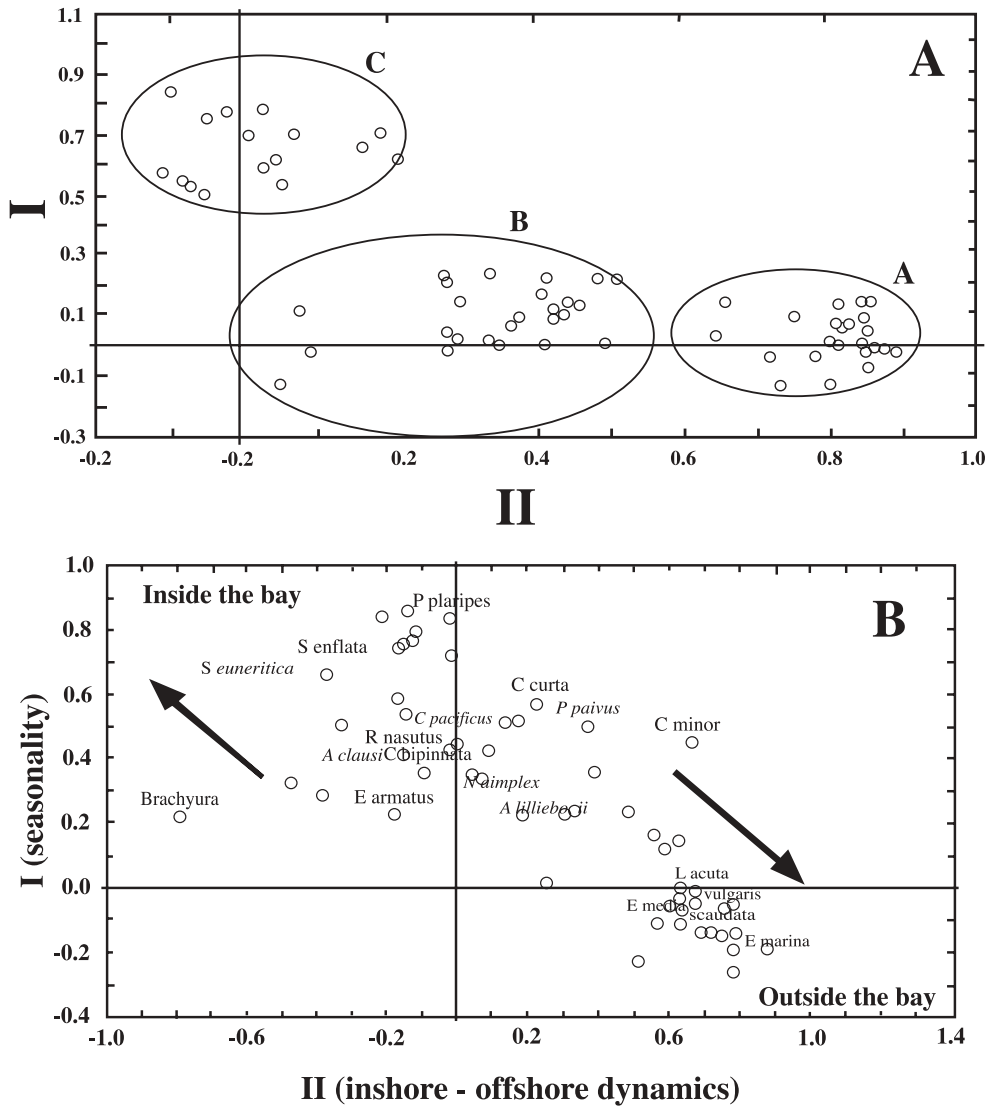 1.1
A
C
0.9
0.7
I
0.5
B
0.3
A
0.1
-0.1
-0.3
-0.2 -0.2 0.2 0.4 0.6 0.8 1.0
II
1.0
Inside the bay
P plaripes
B
0.8
S enflata
S euneritica
C curta
0.6
P paivus
C pacificus
C minor
R nasutus
I (seasonality)
0.4
A clausi C bipinnata
N aimplex
Brachyura
E armatus
A lillieborii
0.2
L acuta
0.0
vulgaris
E media
scaudata
E marina
-0.2
Outside the bay
-0.4
-1.0 -0.6 -0.2 0.2 0.6 1.0 1.4
II (inshore - offshore dynamics)